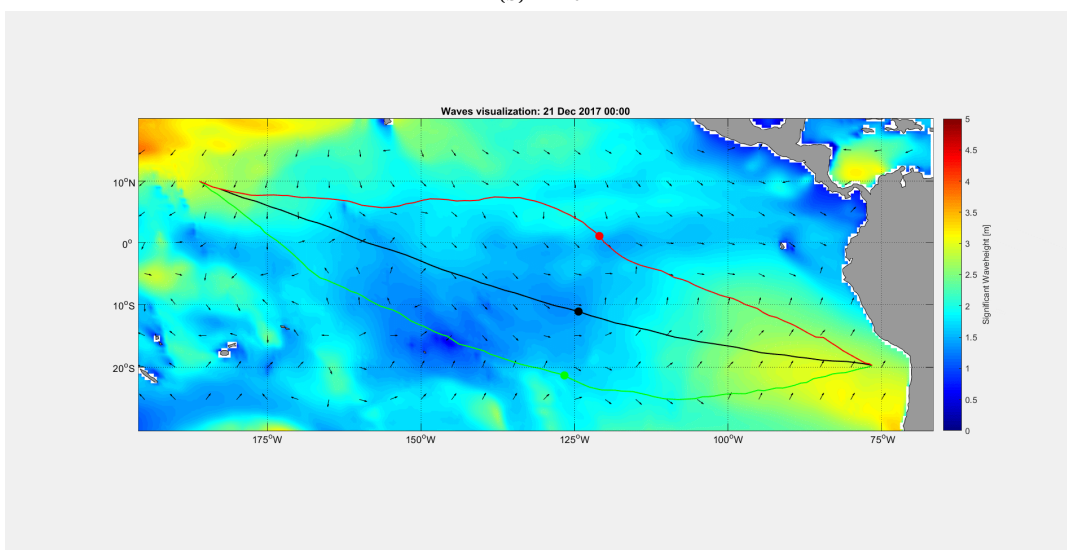 Waves visualization: 21 Dec 2017 00:00
10°N
0°
10°S
20°S
175°W
150°W
125°W
100°W
75°W
5
4.5
4
3.5
3
2.5
2
1.5
1
0.5
0
Significant Waveheight [m]